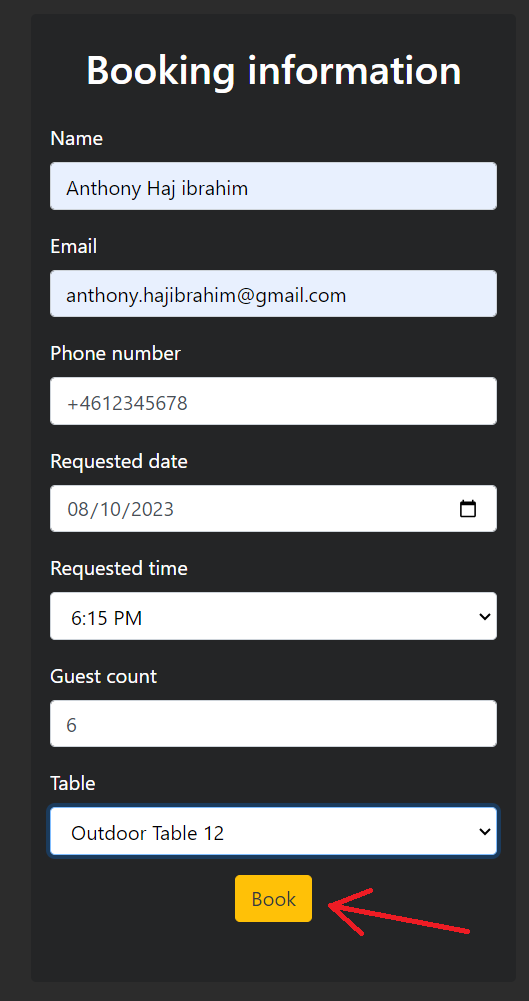 Booking information
Name
Anthony Haj ibrahim
Email
anthony.hajibrahim@gmail.com
Phone number
+4612345678
Requested date
08/10/2023
Requested time
6:15 PM
Guest count
6
Table
Outdoor Table 12
Book